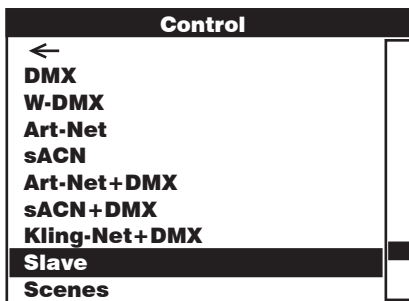 Control
←
DMX
W-DMX
Art-Net
sACN
Art-Net+DMX
sACN+DMX
Kling-Net+DMX
Slave
Scenes